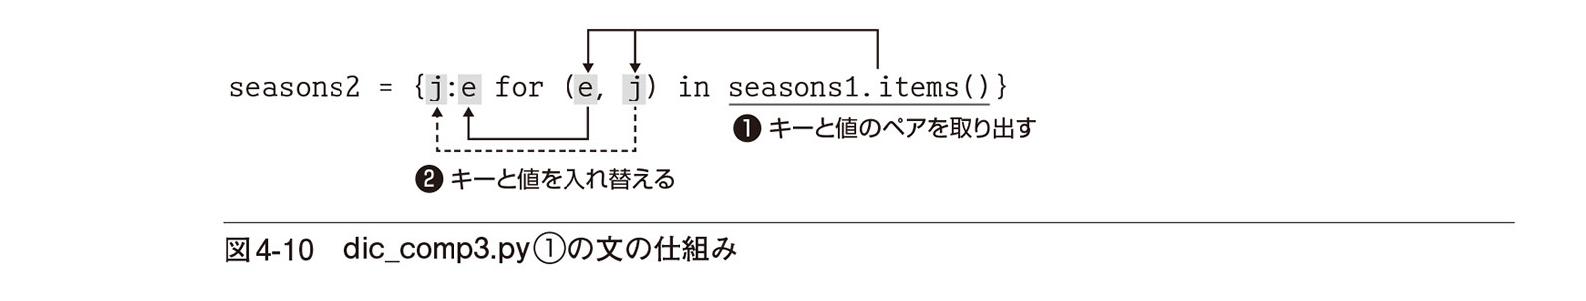 seasons2 = {j:e for (e, j) in seasons1.items()}
❶ キーと値のペアを取り出す
❷ キーと値を入れ替える
図4-10 dic_comp3.py①の文の仕組み